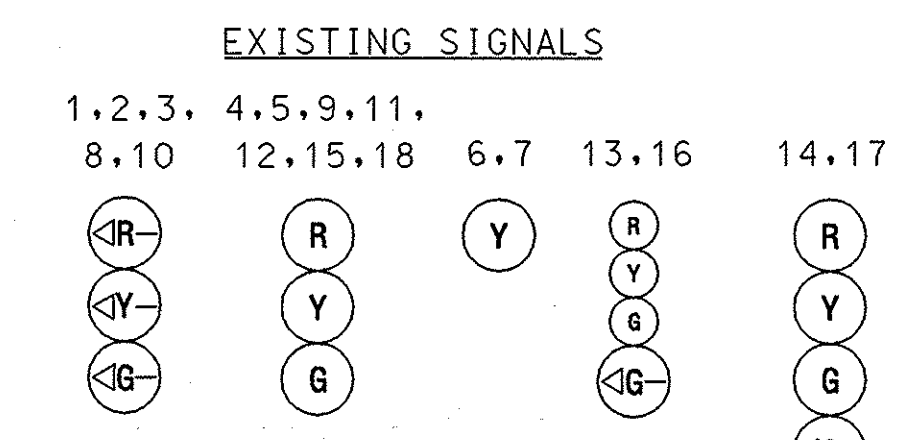 EXISTING SIGNALS
1,2,3, 4,5,9,11,
8,10 12,15,18 6,7 13,16 14,17
R R Y R R
Y Y Y Y
G G G G
G